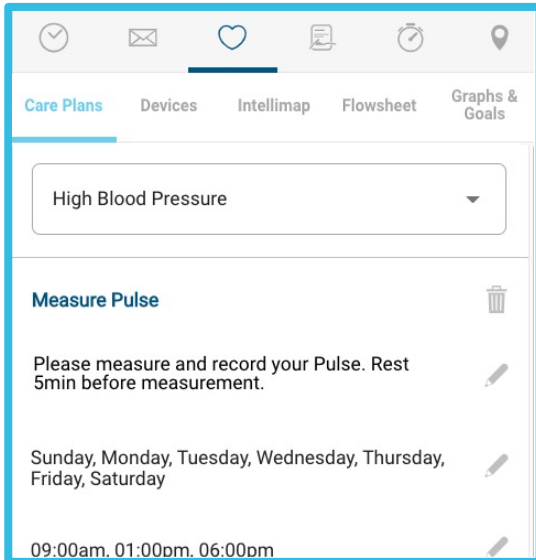 Care Plans
Devices
Intellimap
Flowsheet
Graphs &
Goals
High Blood Pressure
Measure Pulse
Please measure and record your Pulse. Rest
5min before measurement.
Sunday, Monday, Tuesday, Wednesday, Thursday,
Friday, Saturday
09:00am, 01:00pm, 06:00pm